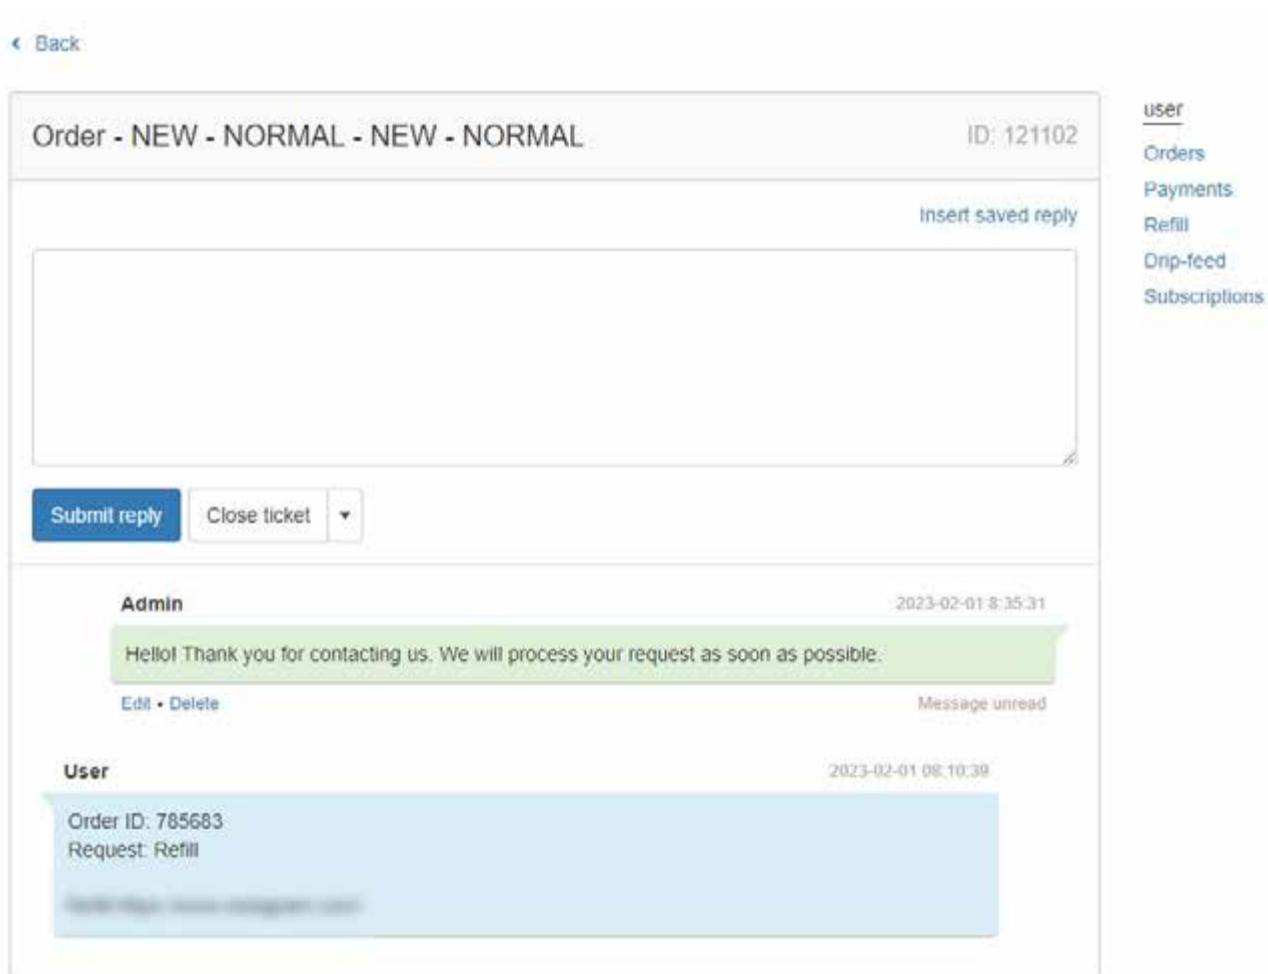 Back
Order - NEW - NORMAL - NEW - NORMAL
ID: 121102
Insert saved reply
Submit reply
Close ticket
Admin
2023-02-01 8:35:31
Hello! Thank you for contacting us. We will process your request as soon as possible.
Edit • Delete
Message unread
User
2023-02-01 08:10:39
Order ID: 785683
Request: Refill
user
Orders
Payments
Refill
Drip-feed
Subscriptions